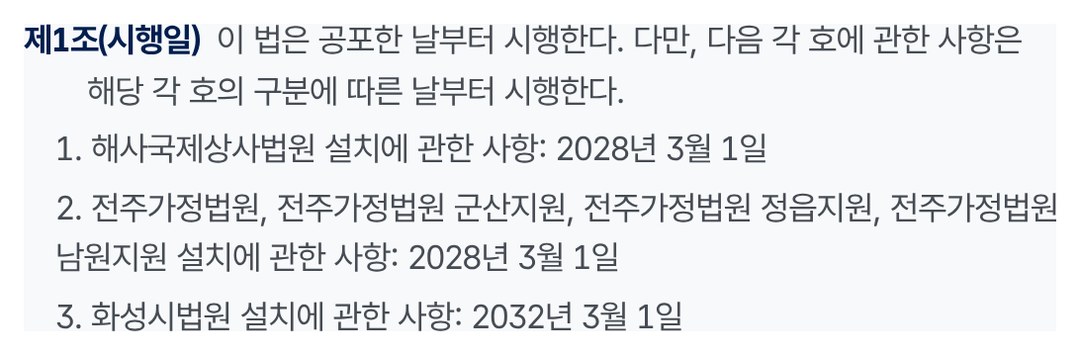 제1조(시행일) 이 법은 공포한 날부터 시행한다. 다만, 다음 각 호에 관한 사항은
해당 각 호의 구분에 따른 날부터 시행한다.
1. 해사국제상사법원 설치에 관한 사항: 2028년 3월 1일
2. 전주가정법원, 전주가정법원 군산지원, 전주가정법원 정읍지원, 전주가정법원
남원지원 설치에 관한 사항: 2028년 3월 1일
3. 화성시법원 설치에 관한 사항: 2032년 3월 1일